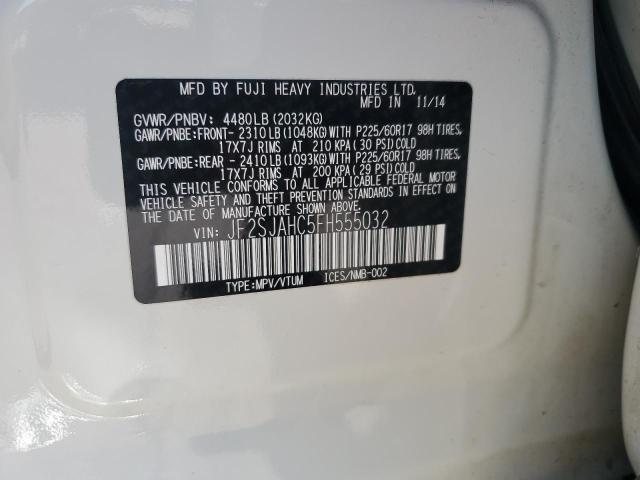 MFD BY FUJI HEAVY INDUSTRIES LTD.
MFD IN 11/14
GVWR/PNBV: 4480LB(2032KG)
GAWR/PNBE:FRONT- 2310LB(1048KG)WITH P225/60R17 98H TIRES,
17X7J RIMS AT 210 KPA (30 PSI)COLD
GAWR/PNBE:REAR - 2410LB(1093KG)WITH P225/60R17 98H TIRES,
17X7J RIMS AT 200 KPA (29 PSI)COLD
THIS VEHICLE CONFORMS TO ALL APPLICABLE FEDERAL MOTOR
VEHICLE SAFETY, BUMPER, AND THEFT PREVENTION STANDARDS IN EFFECT
ON THE DATE OF MANUFACTURE SHOWN ABOVE.
VIN: JF2SJAHC5FH555032
TYPE:MPV/VTUM ICES/NMB-002